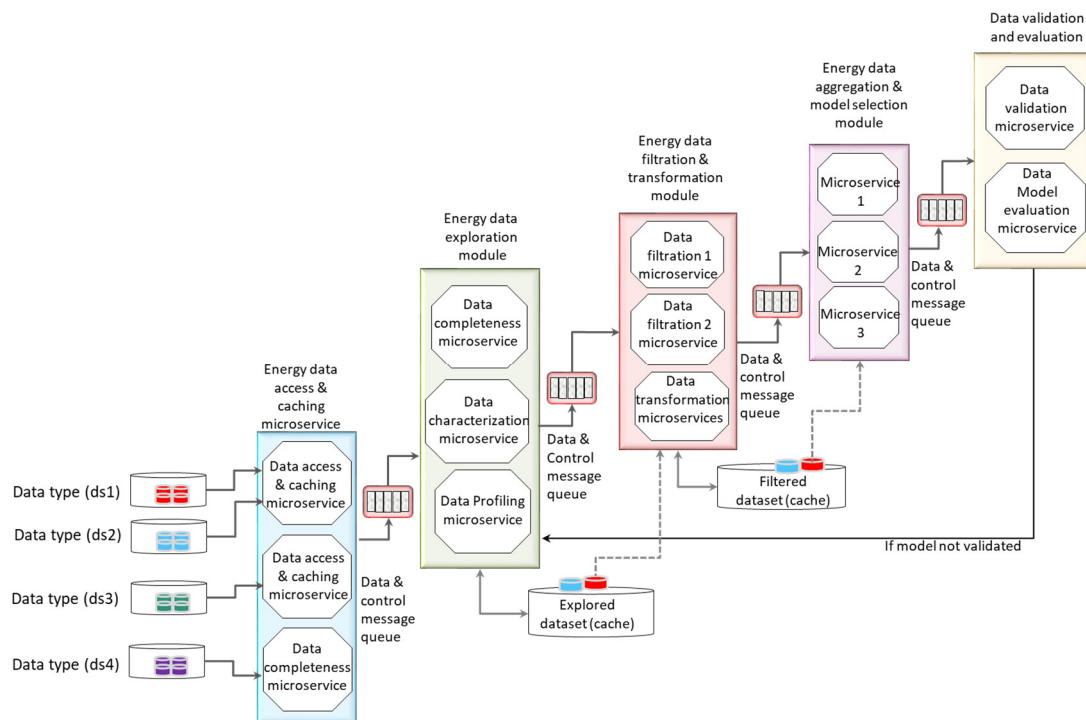 Data validation
and evaluation
Data
validation
microservice
Data
Model
evaluation
microservice
Energy data
aggregation &
model selection
module
Microservice
1
Microservice
2
Microservice
3
Data &
control
message
queue
Energy data
filtration &
transformation
module
Data
filtration 1
microservice
Data
filtration 2
microservice
Data
transformation
microservices
Data &
control
message
queue
Energy data
exploration
module
Data
completeness
microservice
Data
characterization
microservice
Data Profiling
microservice
Data &
Control
message
queue
Energy data
access &
caching
microservice
Data access
& caching
microservice
Data access
& caching
microservice
Data
completeness
microservice
Data &
control
message
queue
Data type (ds1)
Data type (ds2)
Data type (ds3)
Data type (ds4)
Filtered
dataset (cache)
Explored
dataset (cache)
If model not validated